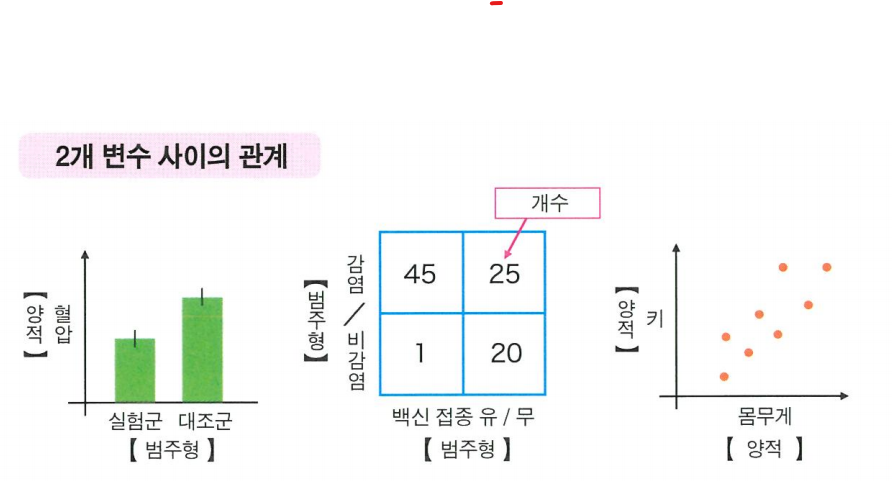 2개 변수 사이의 관계
개수
【양적】
혈압
실험군 대조군
【 범주형 】
【범주형】
감염 / 비감염
45 25
1 20
백신 접종 유 / 무
【 범주형 】
【양적】
키
몸무게
【 양적 】